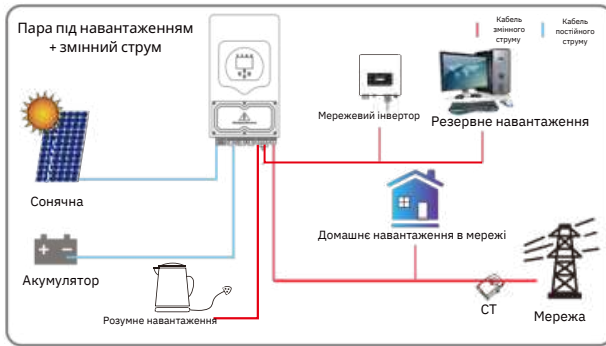 Пара під навантаженням
+ змінний струм
Кабель
змінного
струму
Кабель
постійного
струму
Мережевий інвертор
Резервне навантаження
Сонячна
Домашнє навантаження в мережі
Акумулятор
Розумне навантаження
СТ
Мережа